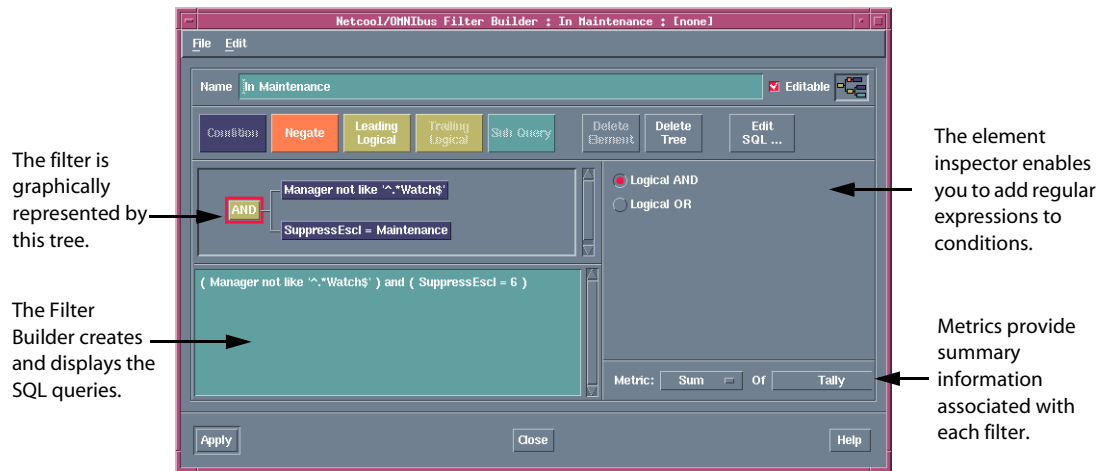 Netcool/OMNIbus Filter Builder : In Maintenance : [none]
File Edit
Name In Maintenance Editable
Condition Negate Leading Logical Trailing Logical Sub Query Delete Element Delete Tree Edit SQL ...
The filter is
graphically
represented by
this tree.
AND
Manager not like '^.*Watch$'
SuppressEscl = Maintenance
Logical AND
Logical OR
The element
inspector enables
you to add regular
expressions to
conditions.
The Filter
Builder creates
and displays the
SQL queries.
( Manager not like '^.*Watch$' ) and ( SuppressEscl = 6 )
Metric: Sum Of Tally
Metrics provide
summary
information
associated with
each filter.
Apply Close Help